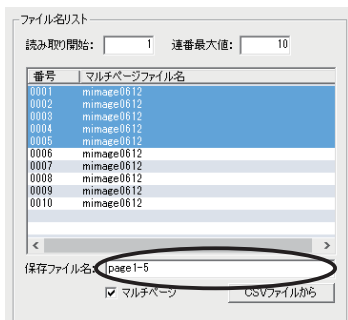 ファイル名リスト
読み取り開始: 1 連番最大値: 10
番号 マルチページファイル名
0001 mimage0612
0002 mimage0612
0003 mimage0612
0004 mimage0612
0005 mimage0612
0006 mimage0612
0007 mimage0612
0008 mimage0612
0009 mimage0612
0010 mimage0612
保存ファイル名: page1-5
マルチページ CSVファイルから